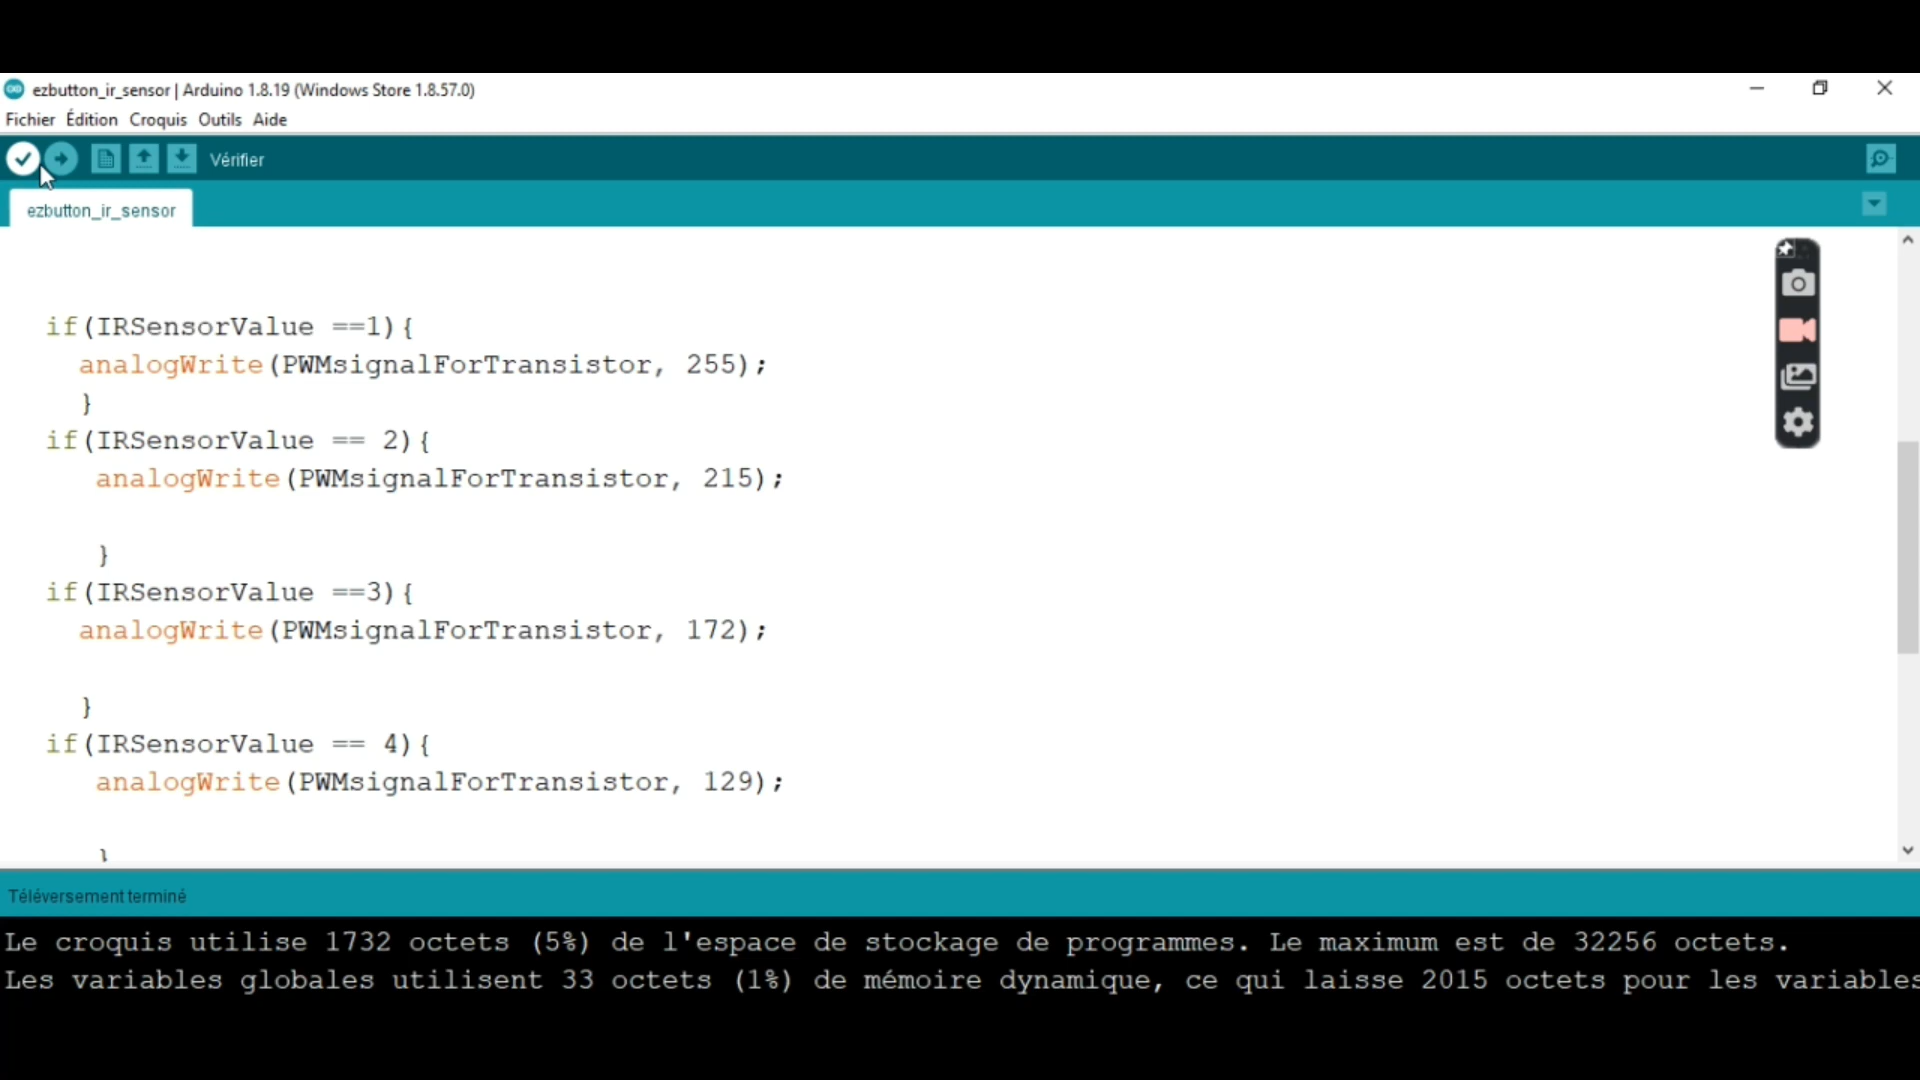 ezbutton_ir_sensor | Arduino 1.8.19 (Windows Store 1.8.57.0)
Fichier Édition Croquis Outils Aide
Vérifier
ezbutton_ir_sensor
if(IRSensorValue ==1){
analogWrite(PWMsignalForTransistor, 255);
}
if(IRSensorValue == 2){
analogWrite(PWMsignalForTransistor, 215);
}
if(IRSensorValue ==3){
analogWrite(PWMsignalForTransistor, 172);
}
if(IRSensorValue == 4){
analogWrite(PWMsignalForTransistor, 129);
}
Téléversement terminé
Le croquis utilise 1732 octets (5%) de l'espace de stockage de programmes. Le maximum est de 32256 octets.
Les variables globales utilisent 33 octets (1%) de mémoire dynamique, ce qui laisse 2015 octets pour les variables